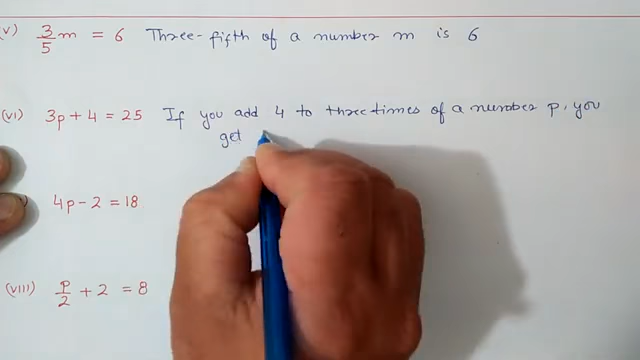 (v) 3/5 m = 6 Three-fifth of a number m is 6
(vi) 3p + 4 = 25 If you add 4 to three times of a number p, you
get
4p - 2 = 18
(viii) p/2 + 2 = 8